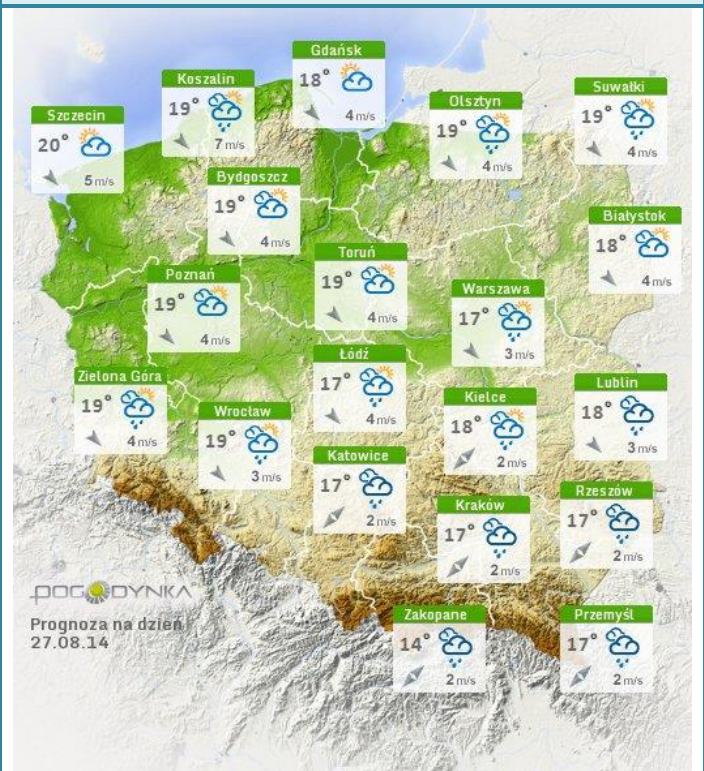 Gdańsk
18°
4 m/s
Koszalin
19°
7 m/s
Suwałki
19°
4 m/s
Olsztyn
19°
4 m/s
Szczecin
20°
5 m/s
Bydgoszcz
19°
4 m/s
Białystok
18°
4 m/s
Toruń
19°
4 m/s
Poznań
19°
4 m/s
Warszawa
17°
3 m/s
Łódź
17°
4 m/s
Zielona Góra
19°
4 m/s
Lublin
18°
3 m/s
Kielce
18°
2 m/s
Wrocław
19°
3 m/s
Katowice
17°
2 m/s
Rzeszów
17°
2 m/s
Kraków
17°
2 m/s
POGODYNKA
Prognoza na dzień
27.08.14
Zakopane
14°
2 m/s
Przemyśl
17°
2 m/s